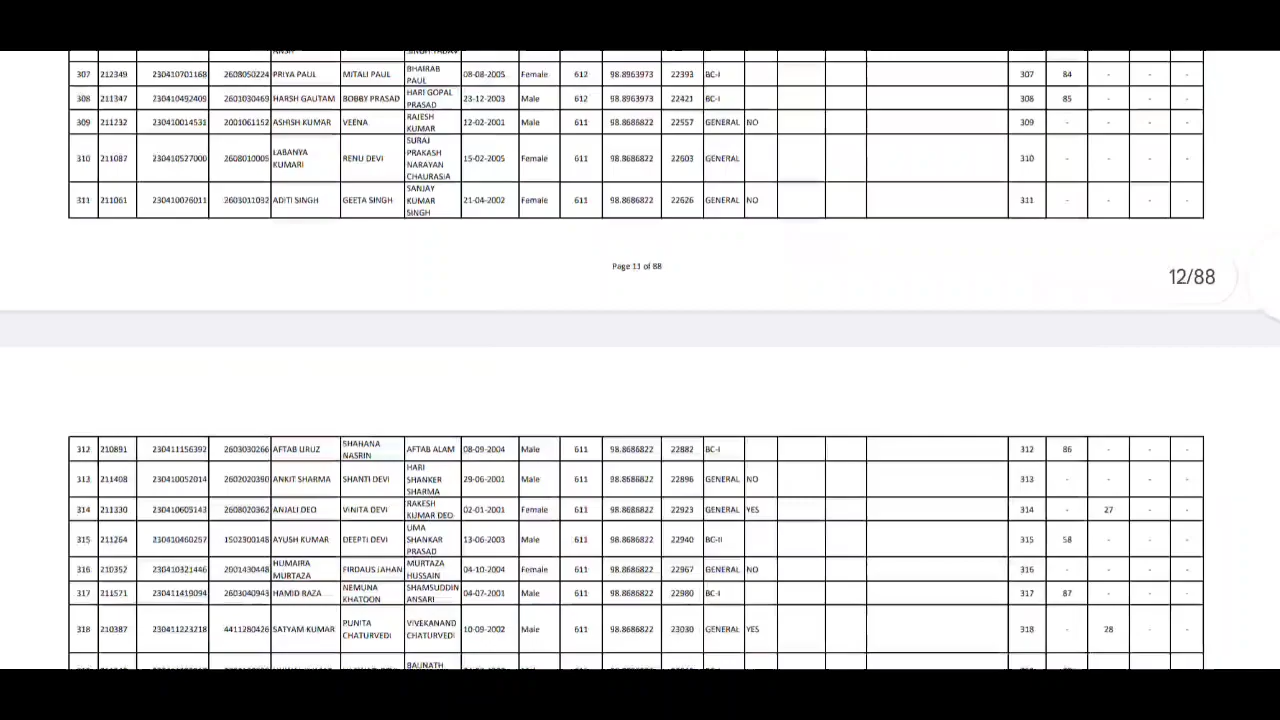 307 212349 230410701168 2608050224 PRIYA PAUL MITALI PAUL BHAIRAB PAUL 08-08-2005 Female 612 98.8963973 22393 BC-I 307 84 - - -
308 211347 230410492409 2601030469 HARSH GAUTAM BOBBY PRASAD HARI GOPAL PRASAD 23-12-2003 Male 612 98.8963973 22421 BC-I 308 85 - - -
309 211232 230410014531 2001061152 ASHISH KUMAR VEENA RAJESH KUMAR 12-02-2001 Male 611 98.8686822 22557 GENERAL NO 309 - - - -
310 211087 230410527000 2608010005 LABANYA KUMARI RENU DEVI SURAJ PRAKASH NARAYAN CHAURASIA 15-02-2005 Female 611 98.8686822 22603 GENERAL 310 - - - -
311 211061 230410076011 2603011032 ADITI SINGH GEETA SINGH SANJAY KUMAR SINGH 21-04-2002 Female 611 98.8686822 22626 GENERAL NO 311 - - - -
Page 11 of 88
12/88
312 210891 230411156392 2603030266 AFTAB URUZ SHAHANA NASRIN AFTAB ALAM 08-09-2004 Male 611 98.8686822 22882 BC-I 312 86 - - -
313 211408 230410052014 2602020390 ANKIT SHARMA SHANTI DEVI HARI SHANKER SHARMA 29-06-2001 Male 611 98.8686822 22896 GENERAL NO 313 - - - -
314 211330 230410605143 2608020362 ANJALI DEO VINITA DEVI RAKESH KUMAR DEO 02-01-2001 Female 611 98.8686822 22923 GENERAL YES 314 - 27 - -
315 211264 230410460257 1502300148 AYUSH KUMAR DEEPTI DEVI UMA SHANKAR PRASAD 13-06-2003 Male 611 98.8686822 22940 BC-II 315 58 - - -
316 210352 230410321446 2001430448 HUMAIRA MURTAZA FIRDAUS JAHAN MURTAZA HUSSAIN 04-10-2004 Female 611 98.8686822 22967 GENERAL NO 316 - - - -
317 211571 230411419094 2603040943 HAMID RAZA NEMUNA KHATOON SHAMSUDDIN ANSARI 04-07-2001 Male 611 98.8686822 22980 BC-I 317 87 - - -
318 210387 230411223218 4411280426 SATYAM KUMAR PUNITA CHATURVEDI VIVEKANAND CHATURVEDI 10-09-2002 Male 611 98.8686822 23030 GENERAL YES 318 - 28 - -
BAIJNATH